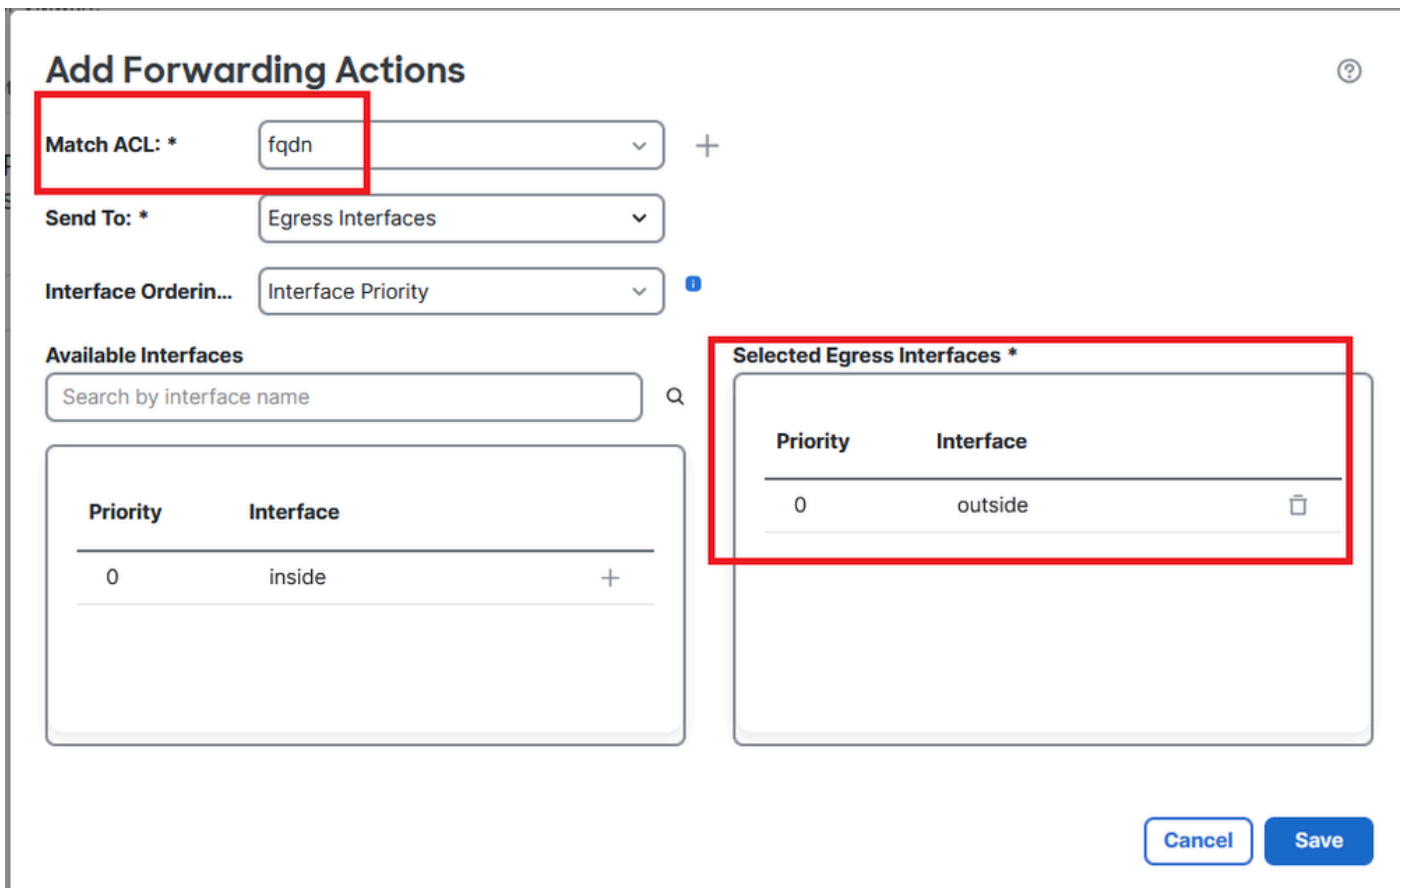 Add Forwarding Actions
Match ACL: *
fqdn
Send To: *
Egress Interfaces
Interface Orderin...
Interface Priority
Available Interfaces
Search by interface name
Priority Interface
0 inside
Selected Egress Interfaces *
Priority Interface
0 outside
Cancel
Save